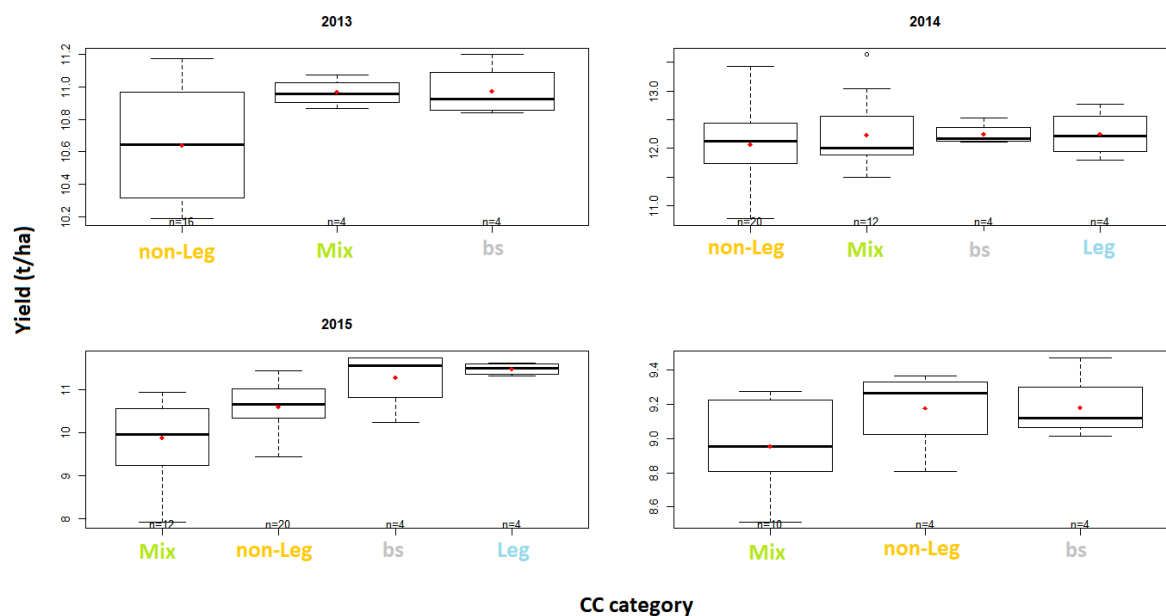 2013
2014
Yield (t/ha)
11.2
11.0
10.8
10.6
10.4
10.2
n=16
n=4
n=4
non-Leg
Mix
bs
13.0
12.0
11.0
n=20
n=12
n=4
n=4
non-Leg
Mix
bs
Leg
2015
11
10
9
8
n=12
n=20
n=4
n=4
Mix
non-Leg
bs
Leg
9.4
9.2
9.0
8.8
8.6
n=10
n=4
n=4
Mix
non-Leg
bs
CC category